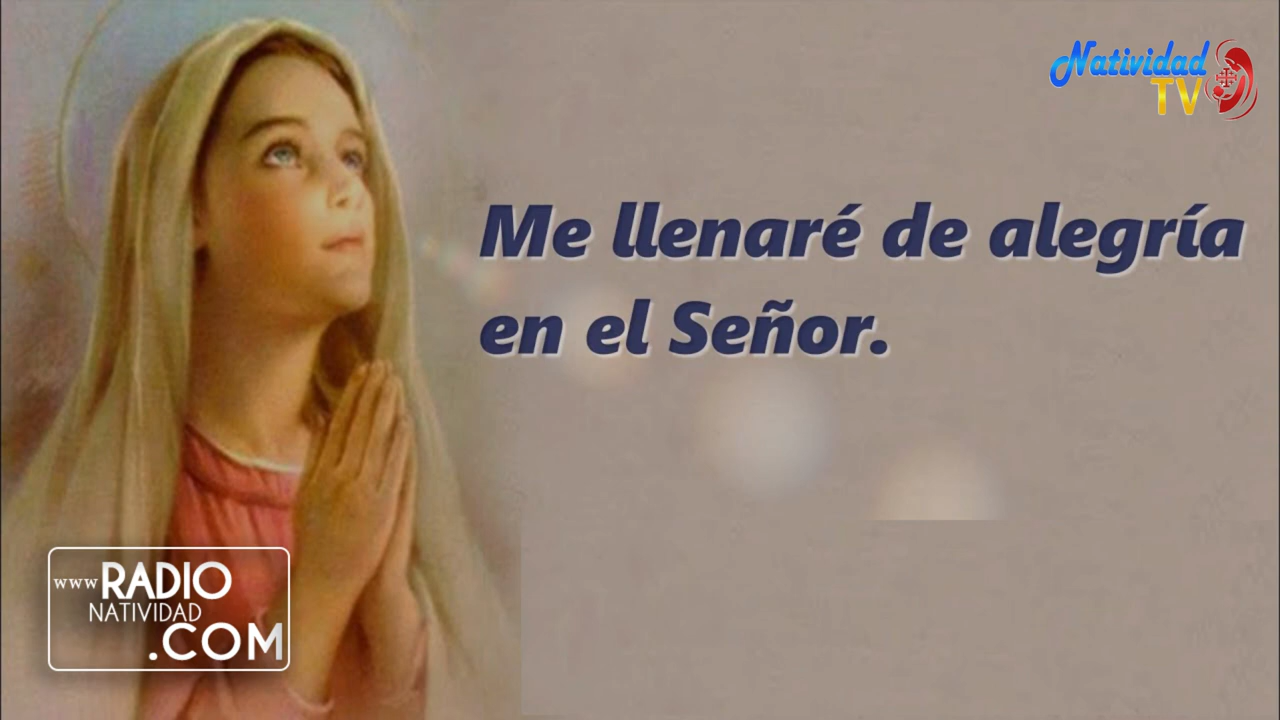 Natividad
TV
Me llenaré de alegría
en el Señor.
www RADIO
NATIVIDAD
.COM